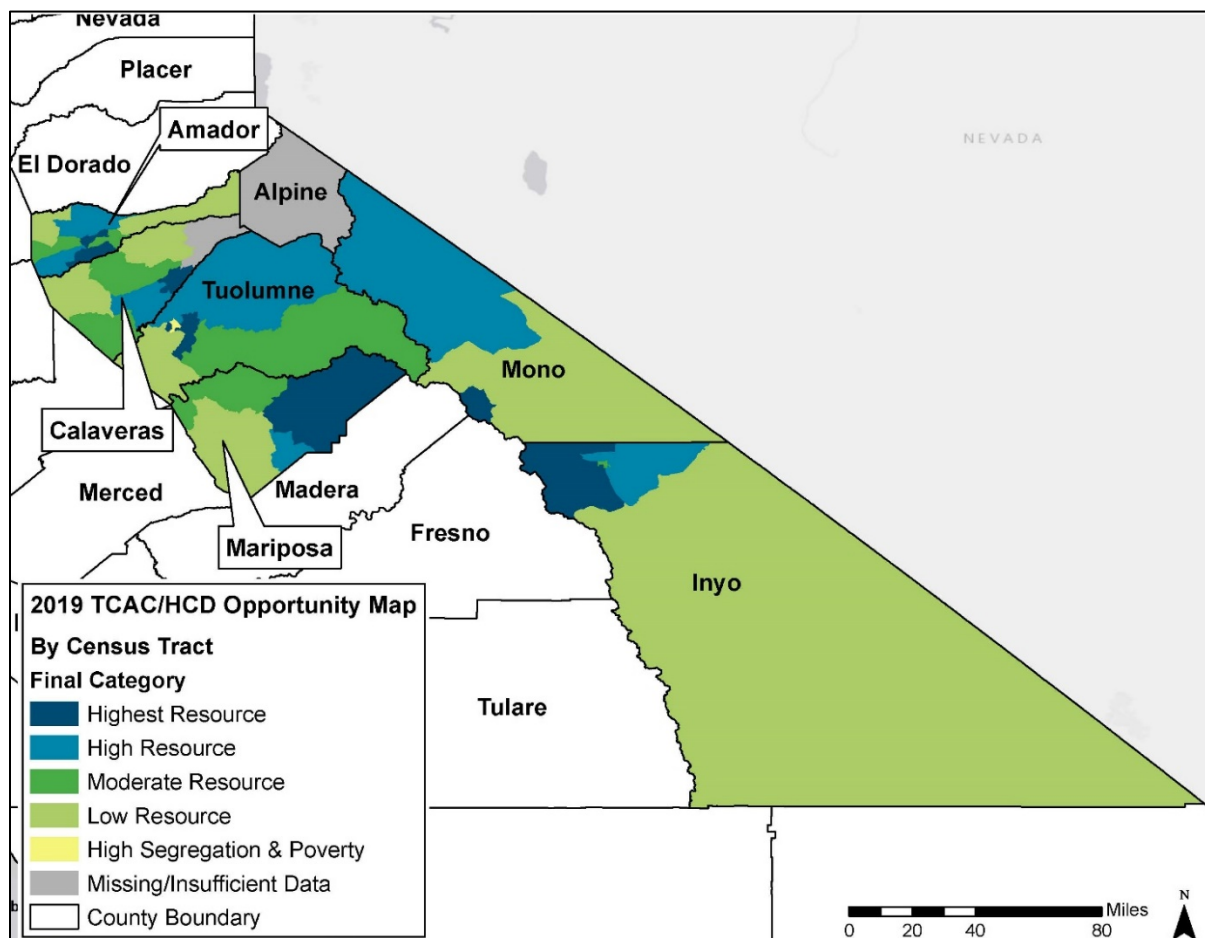 Nevada
Placer
Amador
El Dorado
NEVADA
Alpine
Tuolumne
Mono
Calaveras
Merced
Madera
Mariposa
Fresno
Inyo
Tulare
2019 TCAC/HCD Opportunity Map
By Census Tract
Final Category
Highest Resource
High Resource
Moderate Resource
Low Resource
High Segregation & Poverty
Missing/Insufficient Data
County Boundary
Miles
0 20 40 80
N